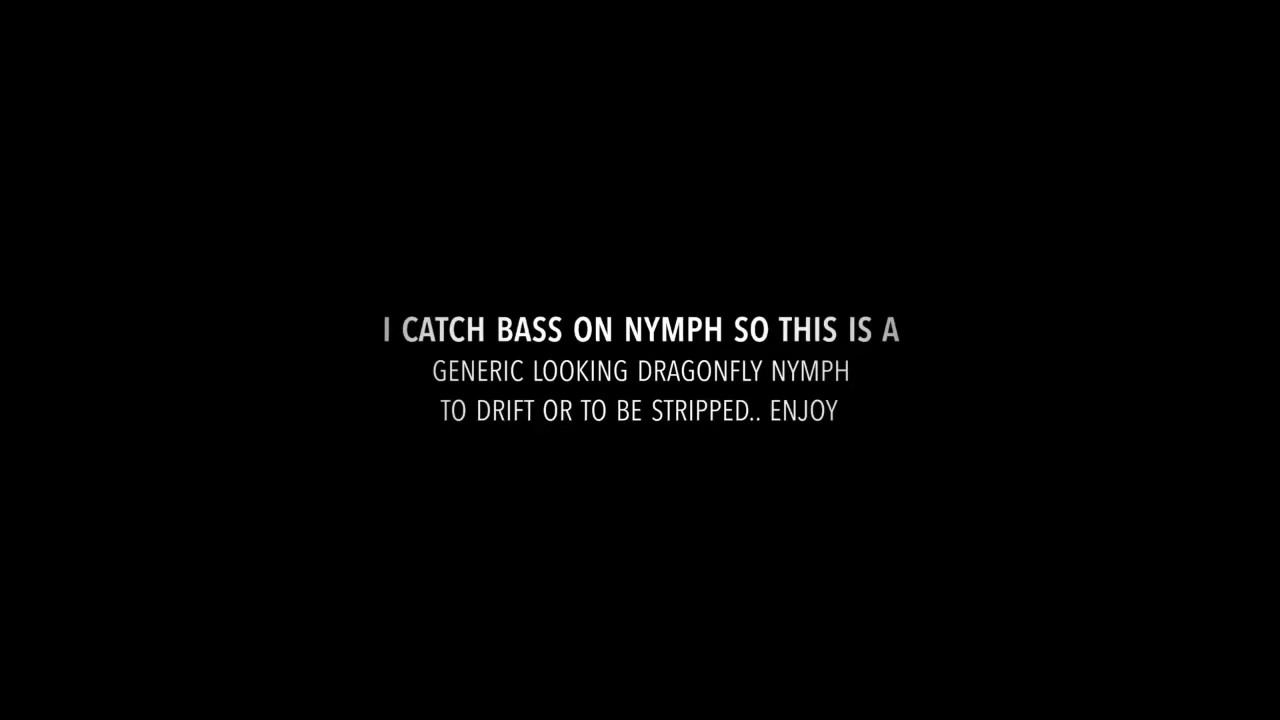 I CATCH BASS ON NYMPH SO THIS IS A
GENERIC LOOKING DRAGONFLY NYMPH
TO DRIFT OR TO BE STRIPPED.. ENJOY